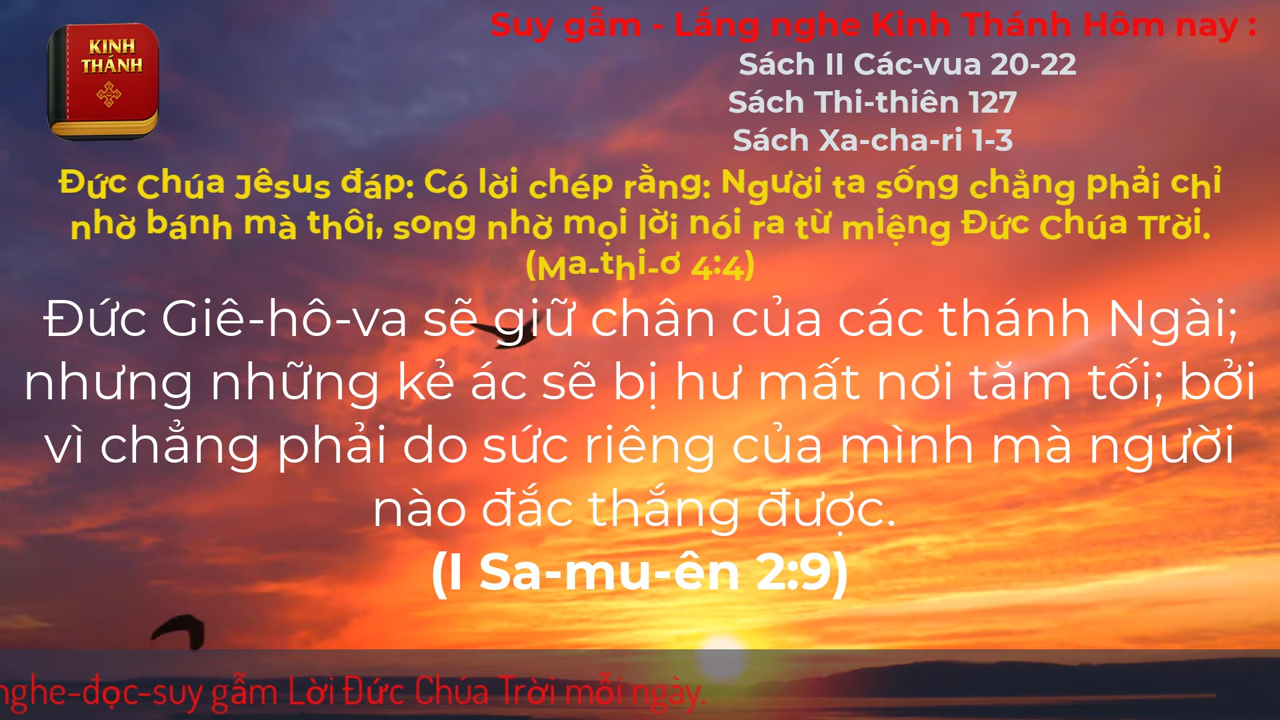 Suy gẫm - Lắng nghe Kinh Thánh Hôm nay :
KINH
THÁNH
Sách II Các-vua 20-22
Sách Thi-thiên 127
Sách Xa-cha-ri 1-3
Đức Chúa Jêsus đáp: Có lời chép rằng: Người ta sống chẳng phải chỉ
nhờ bánh mà thôi, song nhờ mọi lời nói ra từ miệng Đức Chúa Trời.
(Ma-thi-ơ 4:4)
Đức Giê-hô-va sẽ giữ chân của các thánh Ngài;
nhưng những kẻ ác sẽ bị hư mất nơi tăm tối; bởi
vì chẳng phải do sức riêng của mình mà người
nào đắc thắng được.
(I Sa-mu-ên 2:9)
nghe-đọc-suy gẫm Lời Đức Chúa Trời mỗi ngày.